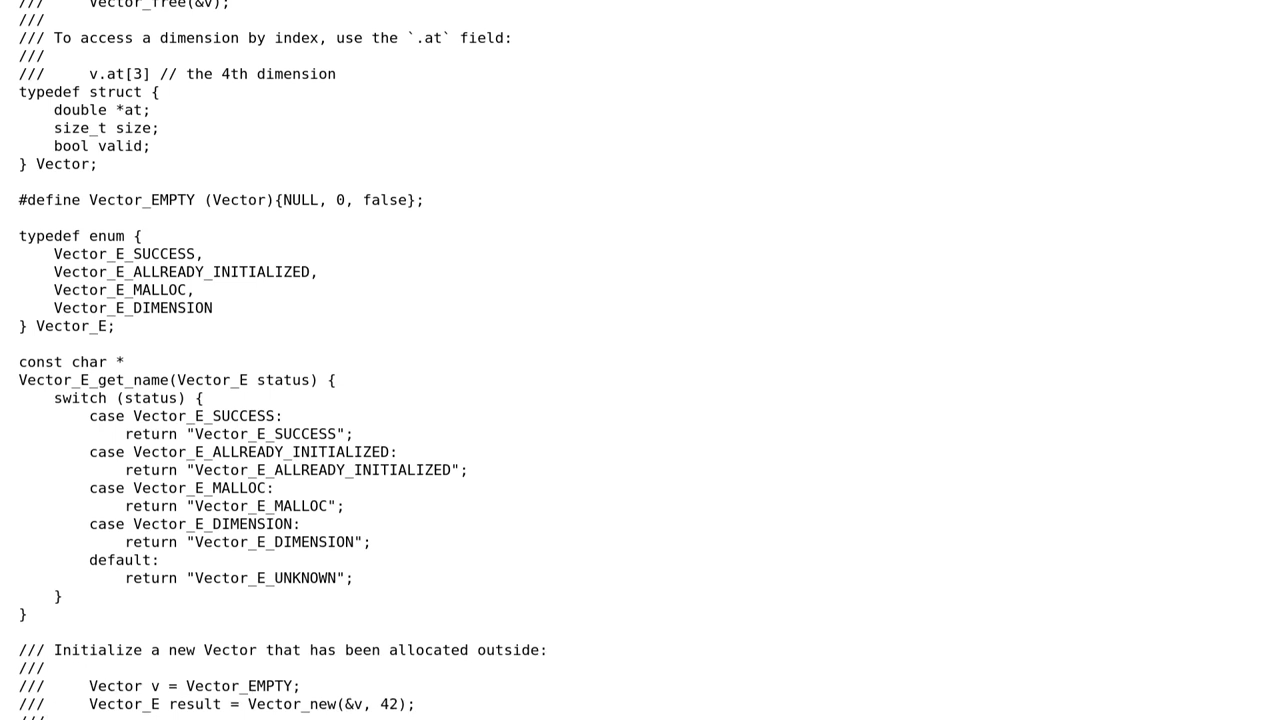 ///     Vector_free(&v);
///
/// To access a dimension by index, use the `.at` field:
///
///     v.at[3] // the 4th dimension
typedef struct {
    double *at;
    size_t size;
    bool valid;
} Vector;

#define Vector_EMPTY (Vector){NULL, 0, false};

typedef enum {
    Vector_E_SUCCESS,
    Vector_E_ALLREADY_INITIALIZED,
    Vector_E_MALLOC,
    Vector_E_DIMENSION
} Vector_E;

const char *
Vector_E_get_name(Vector_E status) {
    switch (status) {
        case Vector_E_SUCCESS:
            return "Vector_E_SUCCESS";
        case Vector_E_ALLREADY_INITIALIZED:
            return "Vector_E_ALLREADY_INITIALIZED";
        case Vector_E_MALLOC:
            return "Vector_E_MALLOC";
        case Vector_E_DIMENSION:
            return "Vector_E_DIMENSION";
        default:
            return "Vector_E_UNKNOWN";
    }
}

/// Initialize a new Vector that has been allocated outside:
///
///     Vector v = Vector_EMPTY;
///     Vector_E result = Vector_new(&v, 42);
///